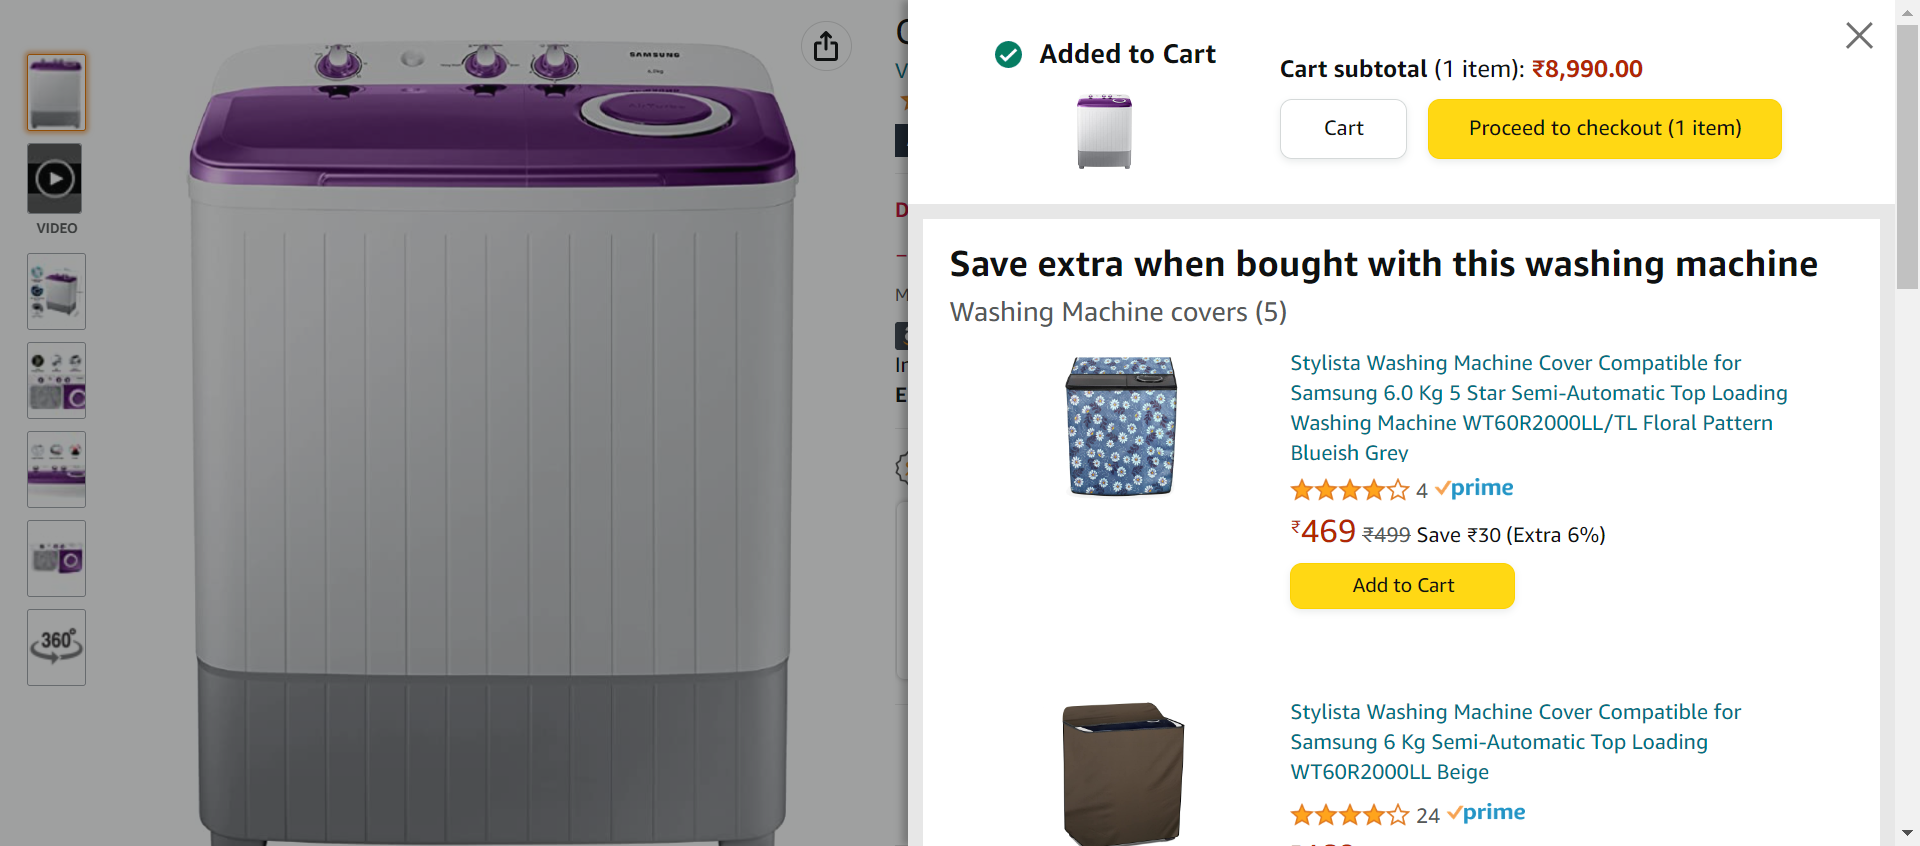 VIDEO
360°
SAMSUNG
Added to Cart
Cart subtotal (1 item): ₹8,990.00
Cart
Proceed to checkout (1 item)
Save extra when bought with this washing machine
Washing Machine covers (5)
Stylista Washing Machine Cover Compatible for
Samsung 6.0 Kg 5 Star Semi-Automatic Top Loading
Washing Machine WT60R2000LL/TL Floral Pattern
Blueish Grey
4 prime
₹469 ₹499 Save ₹30 (Extra 6%)
Add to Cart
Stylista Washing Machine Cover Compatible for
Samsung 6 Kg Semi-Automatic Top Loading
WT60R2000LL Beige
24 prime